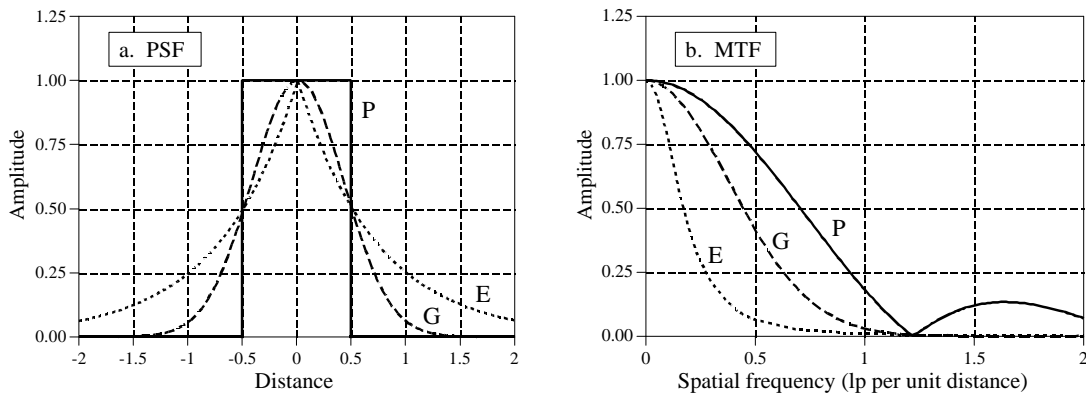 1.25
1.00
0.75
0.50
0.25
0.00
Amplitude
a. PSF
P
E
G
-2
-1.5
-1
-0.5
0
0.5
1
1.5
2
Distance
1.25
1.00
0.75
0.50
0.25
0.00
Amplitude
b. MTF
P
G
E
0
0.5
1
1.5
2
Spatial frequency (lp per unit distance)